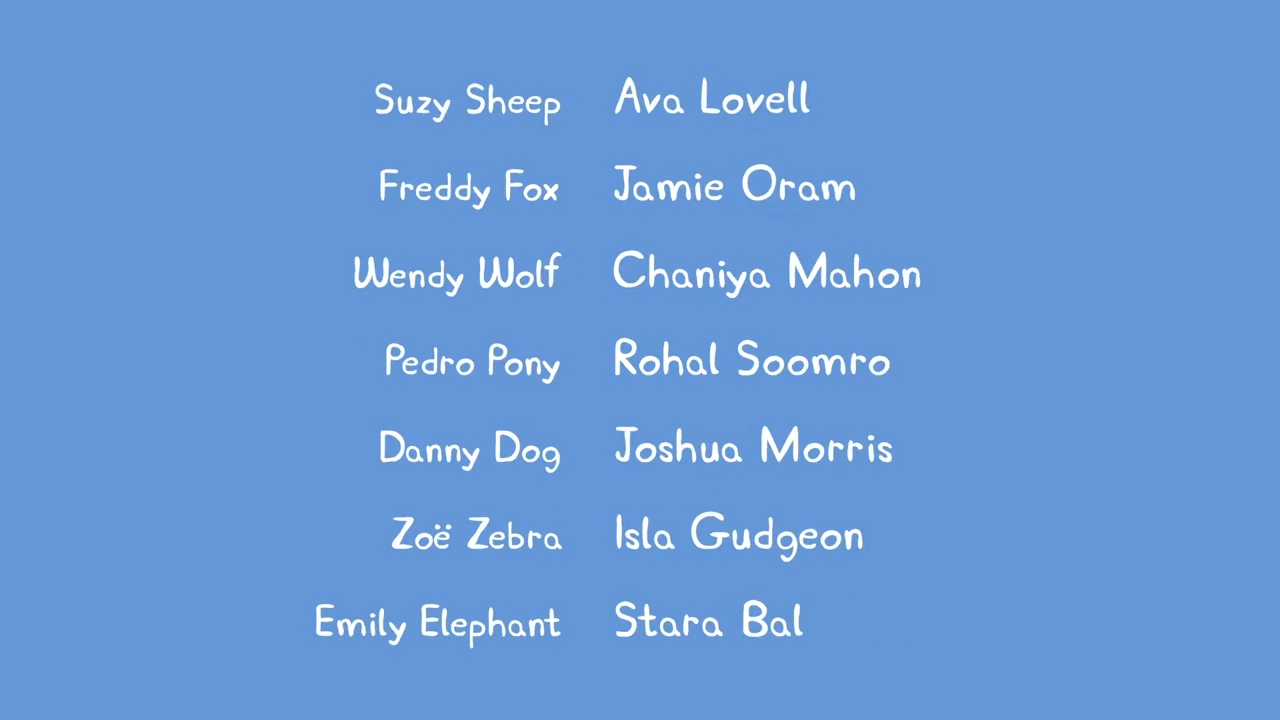 Suzy Sheep Ava Lovell
Freddy Fox Jamie Oram
Wendy Wolf Chaniya Mahon
Pedro Pony Rohal Soomro
Danny Dog Joshua Morris
Zoë Zebra Isla Gudgeon
Emily Elephant Stara Bal